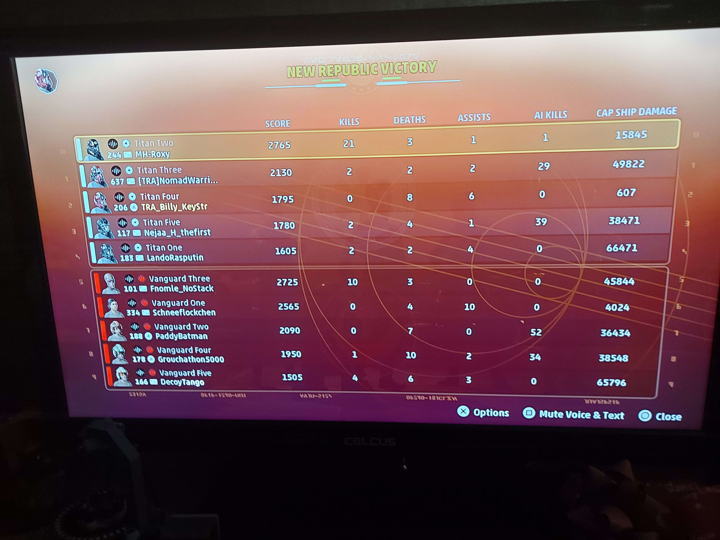 NEW REPUBLIC VICTORY
SCORE KILLS DEATHS ASSISTS AI KILLS CAP SHIP DAMAGE
Titan Two
244 MH-Roxy 2765 21 3 1 1 15845
Titan Three
637 [TRA]NomadWarri... 2130 2 2 2 29 49822
Titan Four
206 TRA_Billy_KeyStr 1795 0 8 6 0 607
Titan Five
117 Nejaa_H_thefirst 1780 2 4 1 39 38471
Titan One
183 LandoRasputin 1605 2 2 4 0 66471
Vanguard Three
101 Fnomle_NoStack 2725 10 3 0 0 45844
Vanguard One
334 Schneeflockchen 2565 0 4 10 0 4024
Vanguard Two
188 PaddyBatman 2090 0 7 0 52 36434
Vanguard Four
178 Grouchathon5000 1950 1 10 2 34 38548
Vanguard Five
166 DecoyTango 1505 4 6 3 0 65796
Options Mute Voice & Text Close
CELCUS